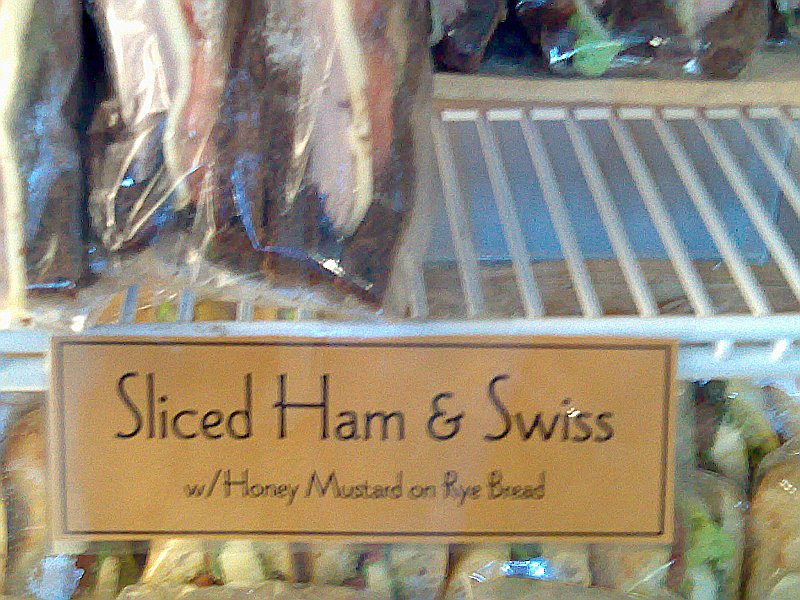 Sliced Ham & Swiss
w/Honey Mustard on Rye Bread